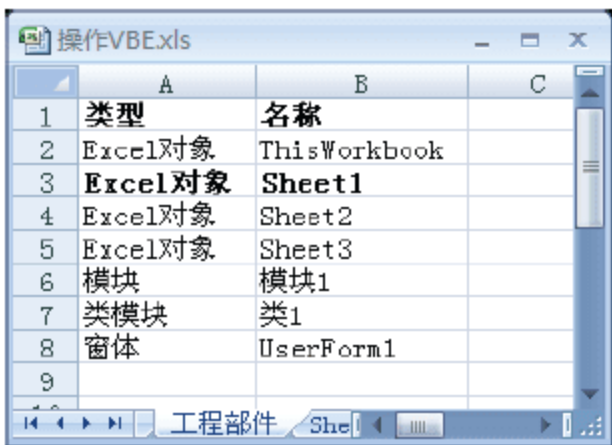 操作VBE.xls
A B C
1 类型 名称
2 Excel对象 ThisWorkbook
3 Excel对象 Sheet1
4 Excel对象 Sheet2
5 Excel对象 Sheet3
6 模块 模块1
7 类模块 类1
8 窗体 UserForm1
9
工程部件 She